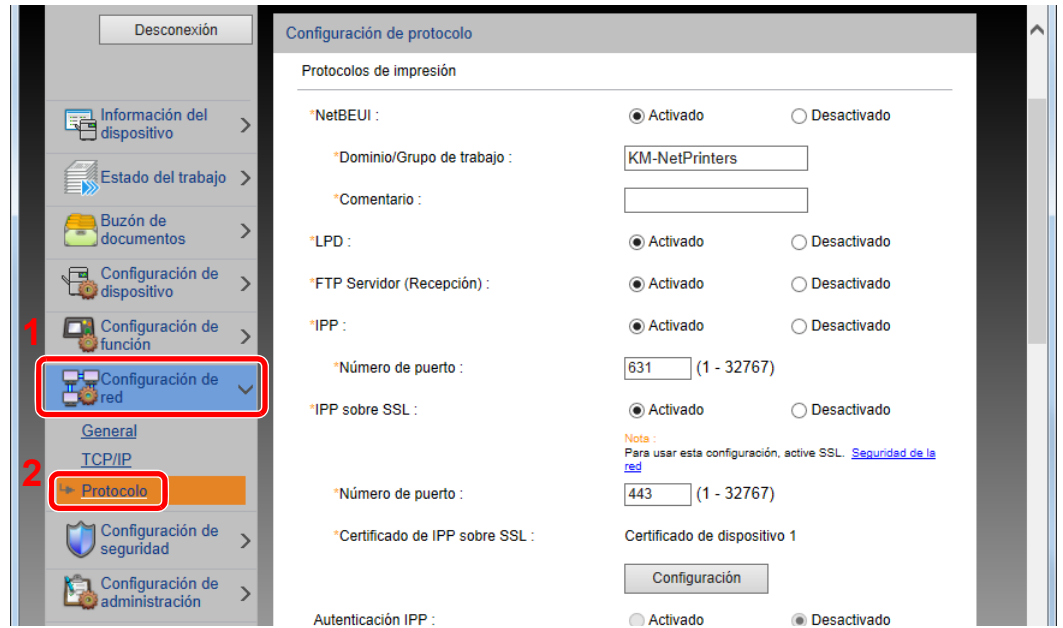 Desconexión
Información del
dispositivo
Estado del trabajo
Buzón de
documentos
Configuración de
dispositivo
1
Configuración de
función
Configuración de
red
General
TCP/IP
2
Protocolo
Configuración de
seguridad
Configuración de
administración
Configuración de protocolo
Protocolos de impresión
*NetBEUI : Activado Desactivado
*Dominio/Grupo de trabajo : KM-NetPrinters
*Comentario :
*LPD : Activado Desactivado
*FTP Servidor (Recepción) : Activado Desactivado
*IPP : Activado Desactivado
*Número de puerto : 631 (1 - 32767)
*IPP sobre SSL : Activado Desactivado
Nota :
Para usar esta configuración, active SSL. Seguridad de la
red
*Número de puerto : 443 (1 - 32767)
*Certificado de IPP sobre SSL : Certificado de dispositivo 1
Configuración
Autenticación IPP : Activado Desactivado